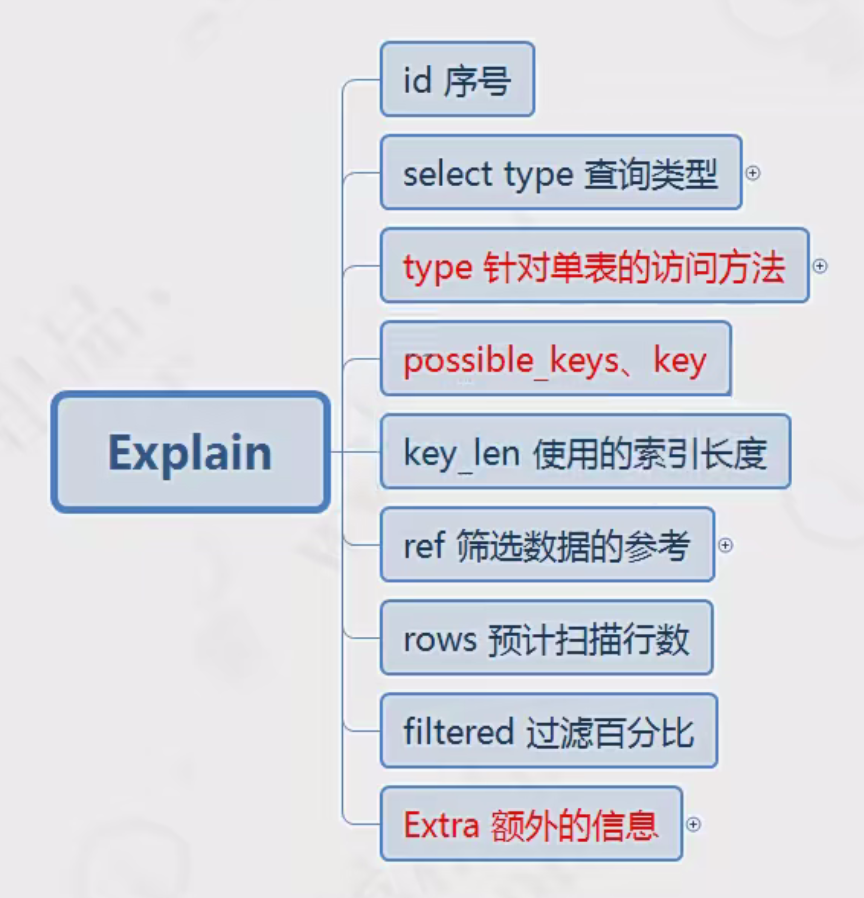 id 序号
select type 查询类型
type 针对单表的访问方法
possible_keys、key
Explain
key_len 使用的索引长度
ref 筛选数据的参考
rows 预计扫描行数
filtered 过滤百分比
Extra 额外的信息